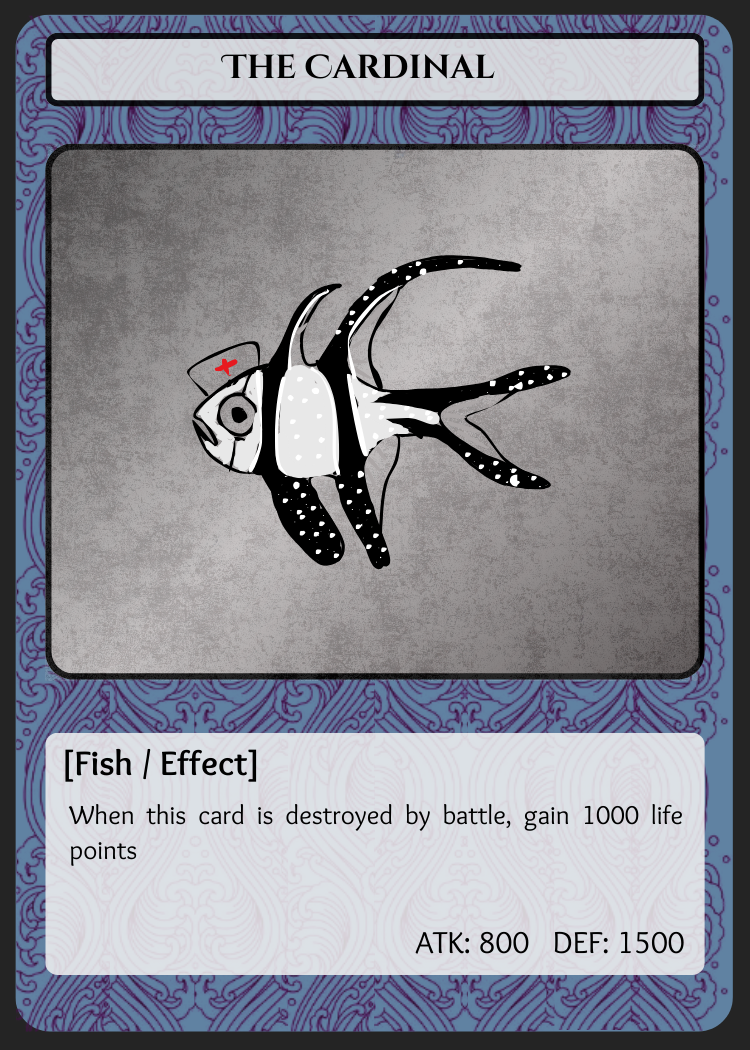 The Cardinal
[Fish / Effect]
When this card is destroyed by battle, gain 1000 life
points
ATK: 800 DEF: 1500